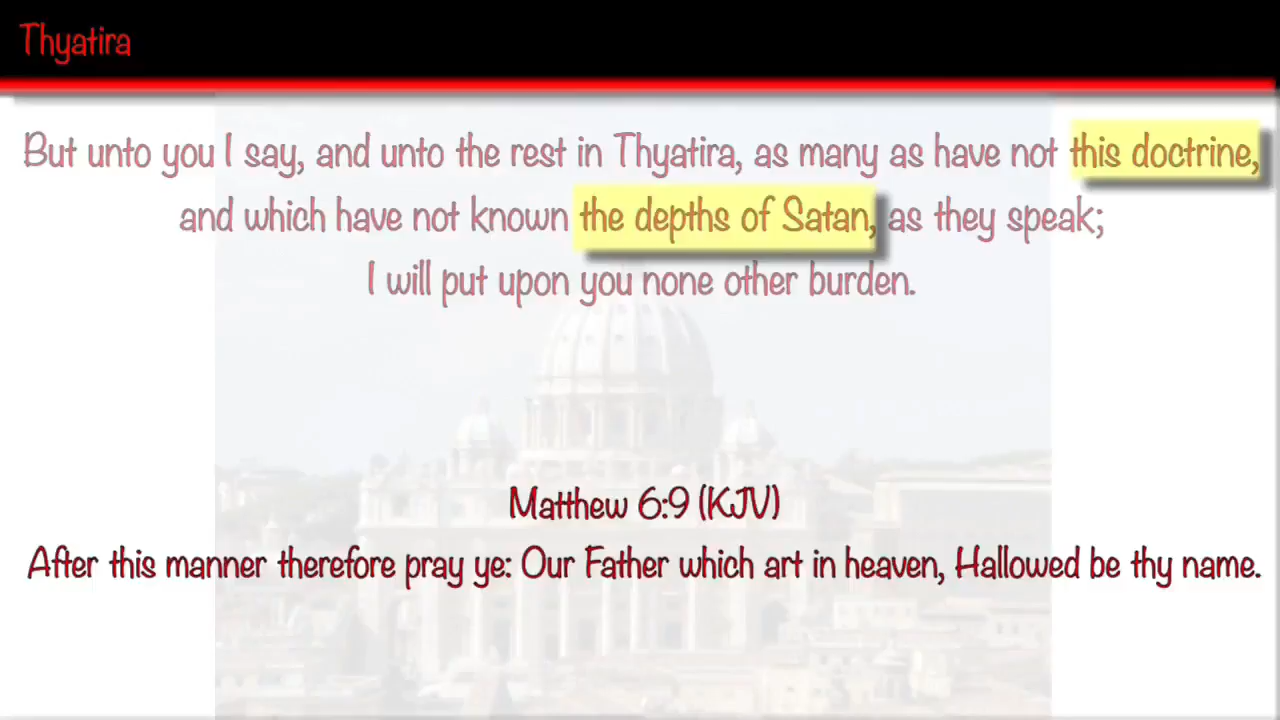 Thyatira
But unto you I say, and unto the rest in Thyatira, as many as have not this doctrine,
and which have not known the depths of Satan, as they speak;
I will put upon you none other burden.
Matthew 6:9 (KJV)
After this manner therefore pray ye: Our Father which art in heaven, Hallowed be thy name.